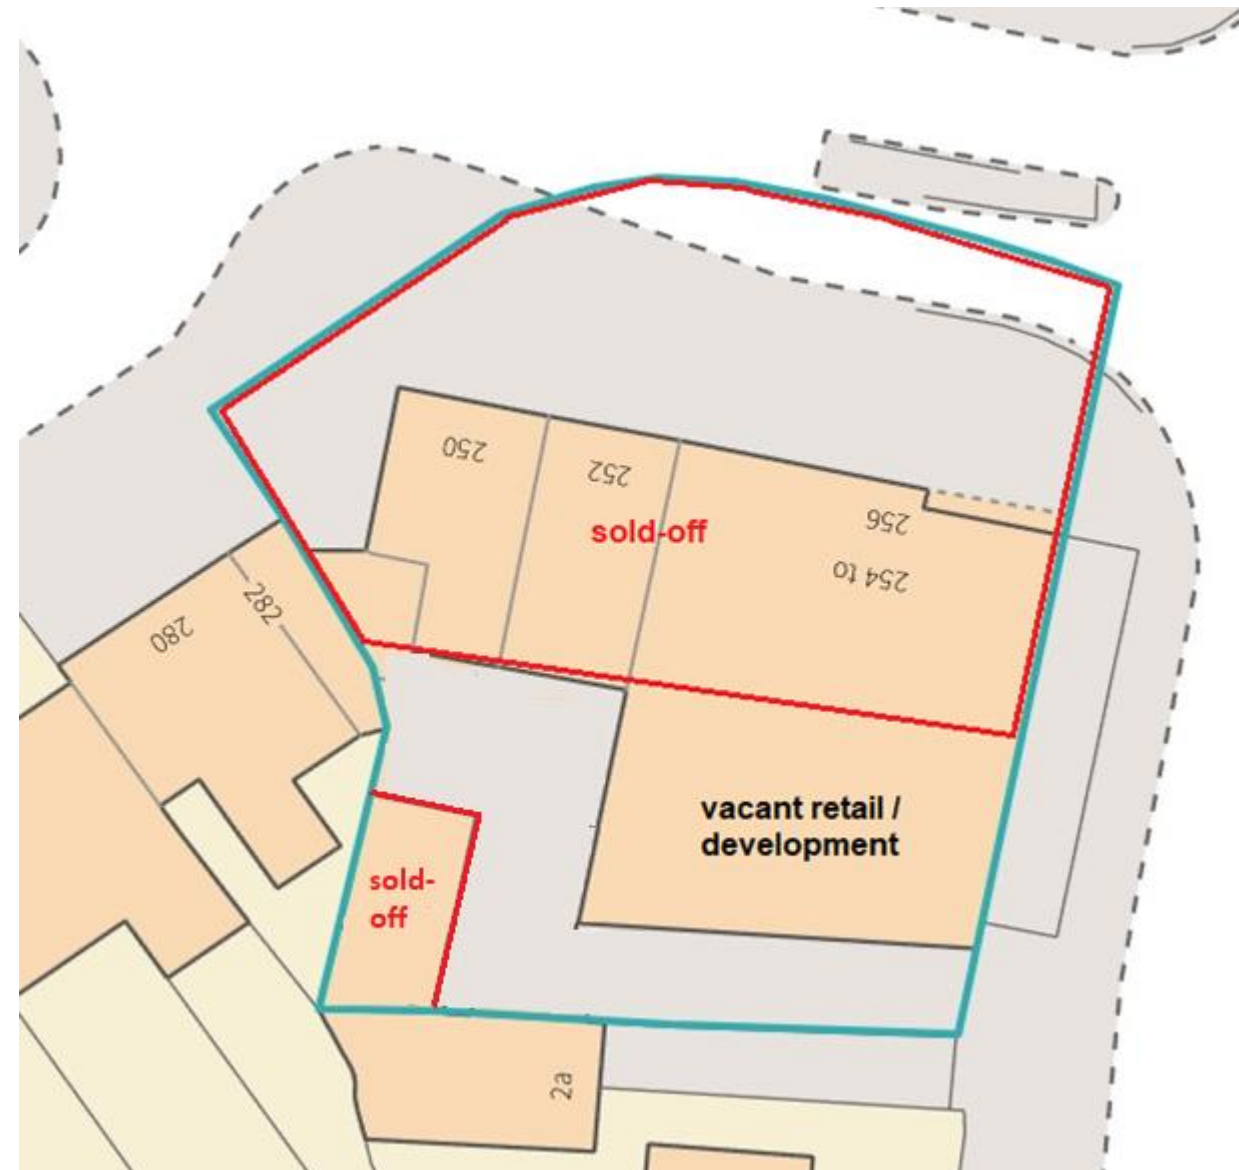 250
252
256
254 to
sold-off
282
280
vacant retail /
development
sold-
off
2a